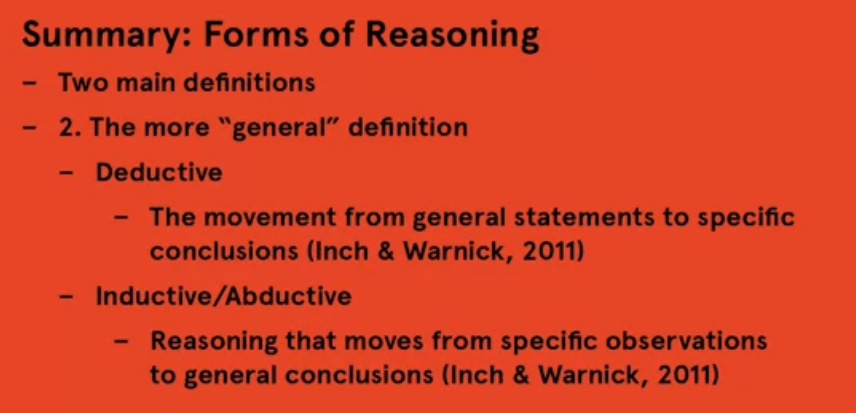 Summary: Forms of Reasoning
– Two main definitions
– 2. The more “general” definition
– Deductive
– The movement from general statements to specific
conclusions (Inch & Warnick, 2011)
– Inductive/Abductive
– Reasoning that moves from specific observations
to general conclusions (Inch & Warnick, 2011)